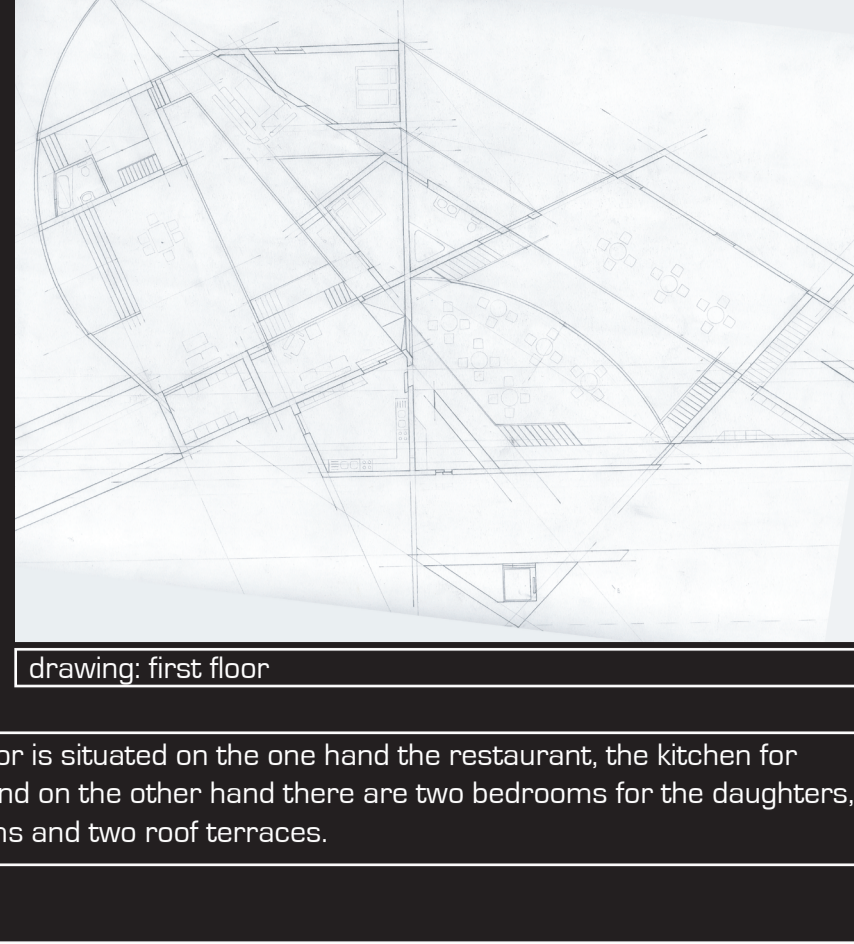 drawing: first floor
or is situated on the one hand the restaurant, the kitchen for
nd on the other hand there are two bedrooms for the daughters,
ns and two roof terraces.